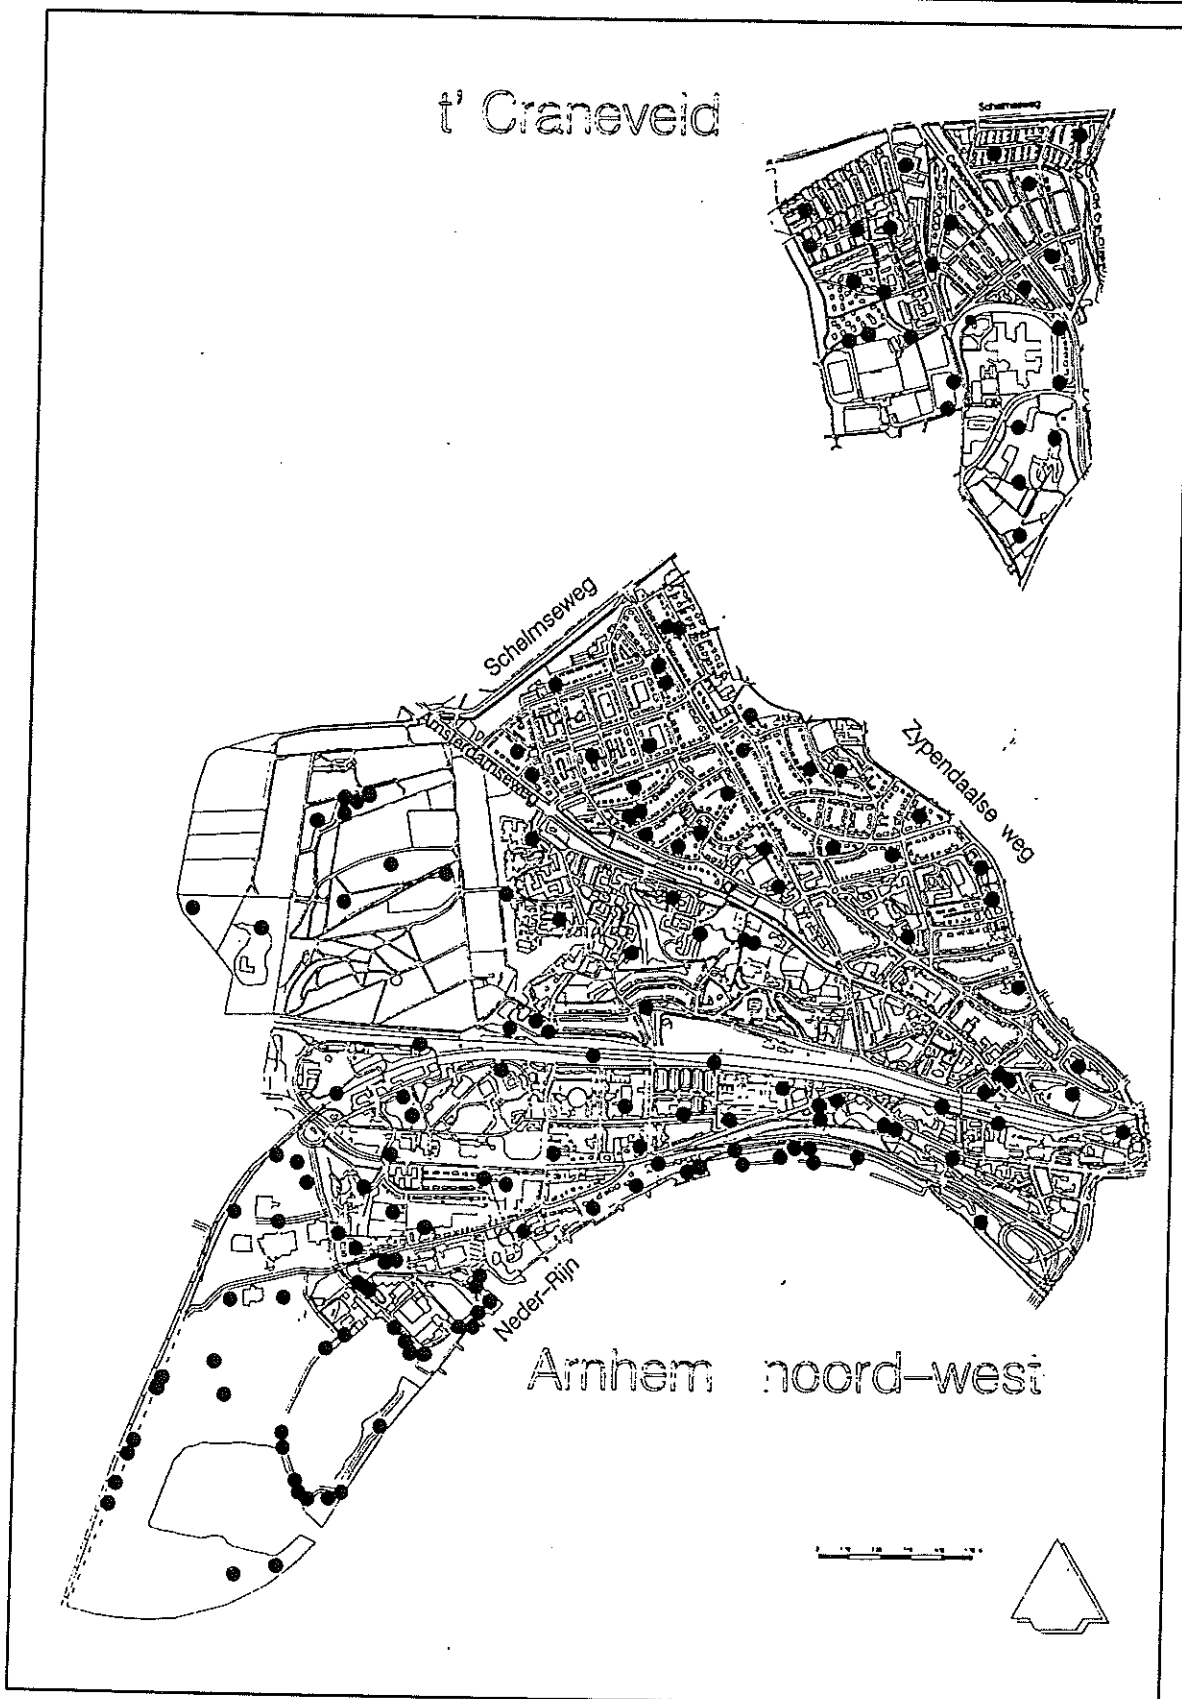 t' Craneveld
Schelmseweg
Schelmseweg
Amsterdamseweg
Zypendaalse weg
Neder-Rijn
Arnhem noord-west